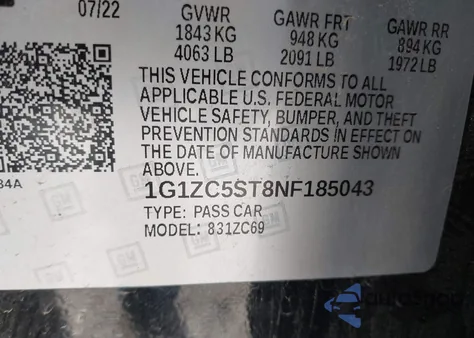 07/22
GVWR GAWR FRT GAWR RR
1843 KG 948 KG 894 KG
4063 LB 2091 LB 1972 LB
THIS VEHICLE CONFORMS TO ALL
APPLICABLE U.S. FEDERAL MOTOR
VEHICLE SAFETY, BUMPER, AND THEFT
PREVENTION STANDARDS IN EFFECT ON
THE DATE OF MANUFACTURE SHOWN
ABOVE.
34A
1G1ZC5ST8NF185043
TYPE: PASS CAR
MODEL: 831ZC69
GM